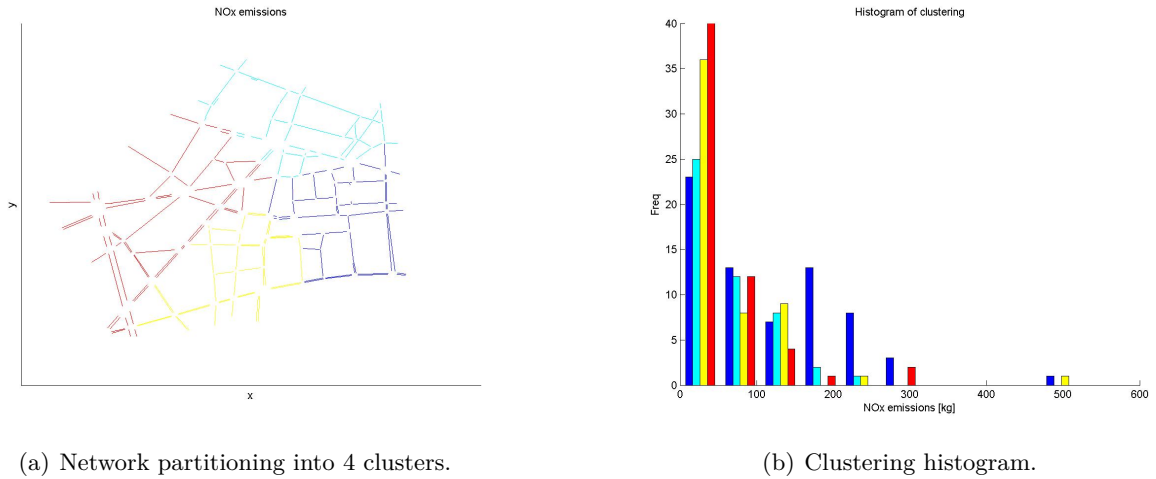 NOx emissions
y
x
Histogram of clustering
40
35
30
25
20
15
10
5
0
Freq
0 100 200 300 400 500 600
NOx emissions [kg]
(a) Network partitioning into 4 clusters.
(b) Clustering histogram.